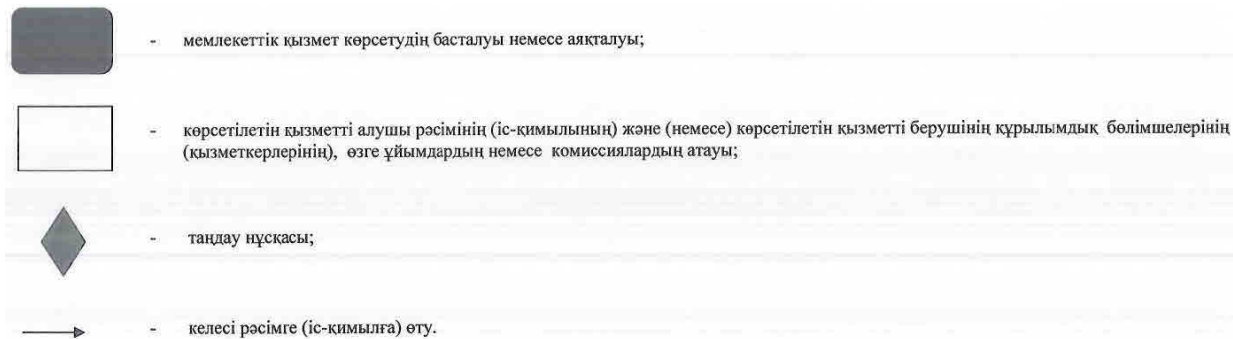 - мемлекеттік қызмет көрсетудің басталуы немесе аяқталуы;
- көрсетілетін қызметті алушы рәсімінің (іс-қимылының) және (немесе) көрсетілетін қызметті берушінің құрылымдық бөлімшелерінің
(қызметкерлерінің), өзге ұйымдардың немесе комиссиялардың атауы;
- таңдау нұсқасы;
- келесі рәсімге (іс-қимылға) өту.